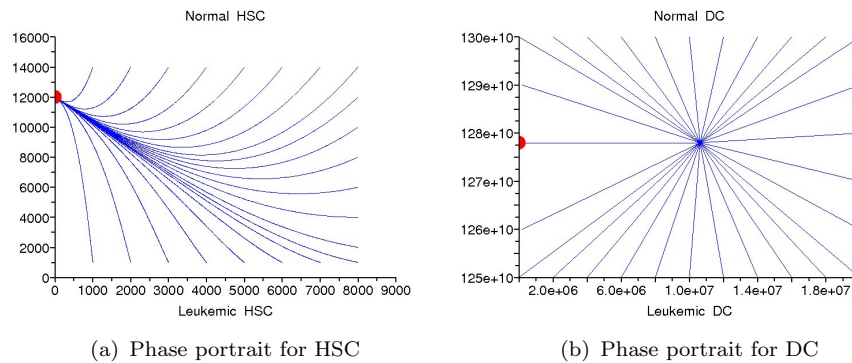 Normal HSC
16000
14000
12000
10000
8000
6000
4000
2000
0
0 1000 2000 3000 4000 5000 6000 7000 8000 9000
Leukemic HSC
(a) Phase portrait for HSC
Normal DC
130e+10
129e+10
128e+10
127e+10
126e+10
125e+10
2.0e+06 6.0e+06 1.0e+07 1.4e+07 1.8e+07
Leukemic DC
(b) Phase portrait for DC